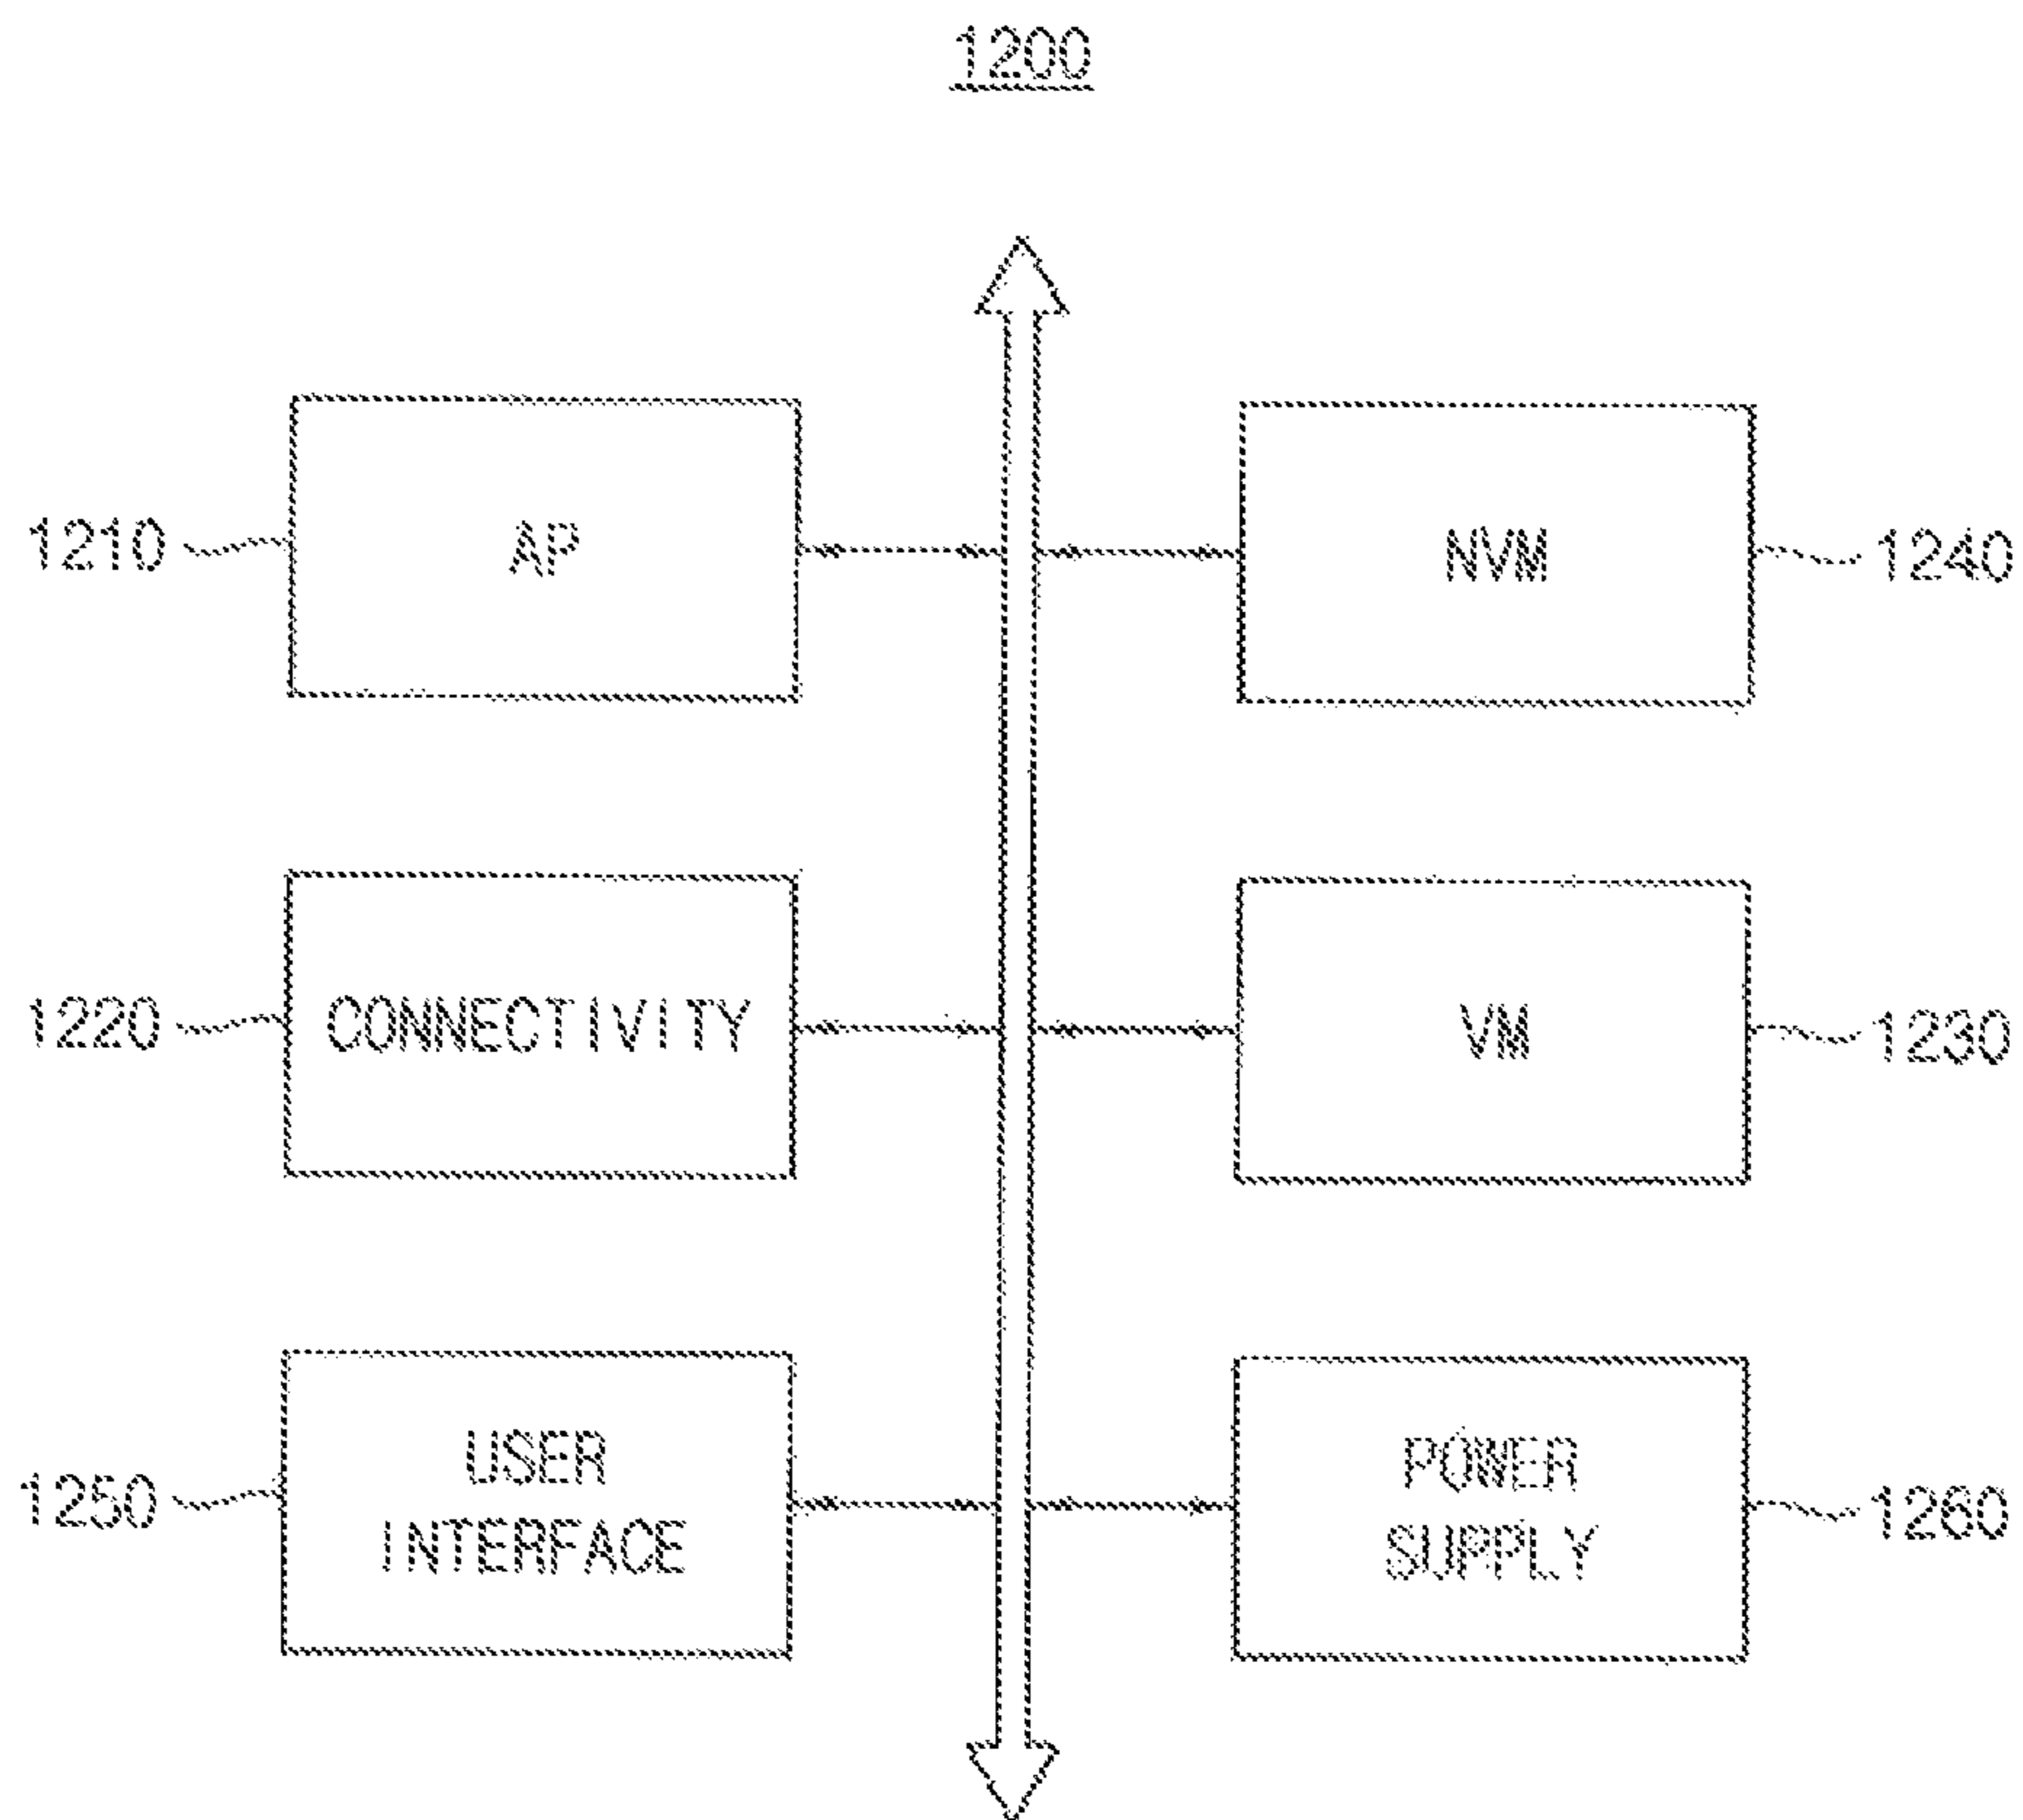 1200
1210
AP
NVM
1240
1220
CONNECTIVITY
VM
1230
1250
USER
INTERFACE
POWER
SUPPLY
1260